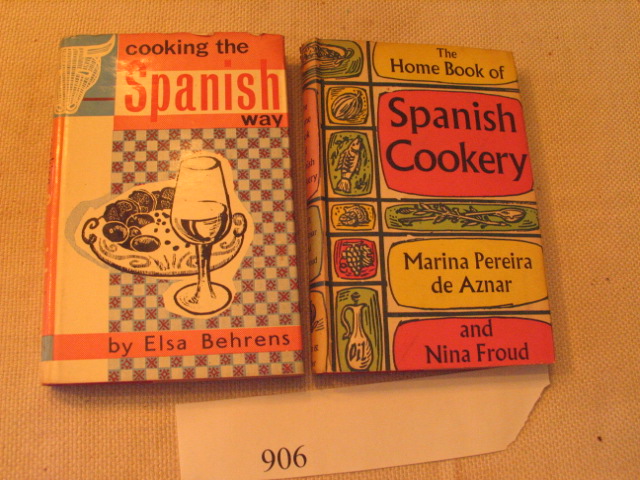 cooking the
Spanish
way
by Elsa Behrens
The
Home Book of
Spanish
Cookery
Marina Pereira
de Aznar
and
Nina Froud
Oil
906